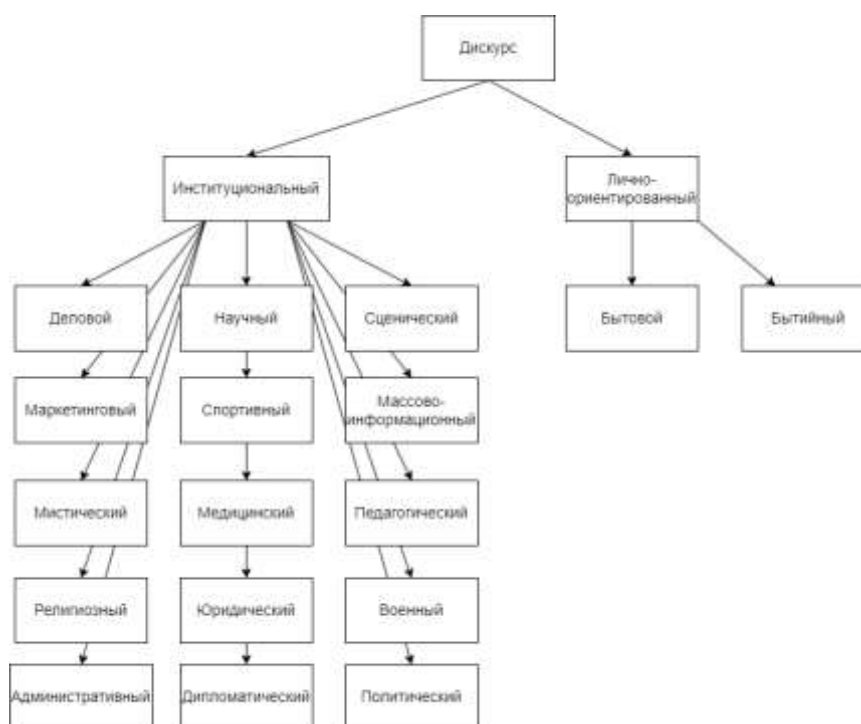 Дискурс
Институциональный
Лично-
ориентированный
Деловой
Научный
Сценический
Бытовой
Бытийный
Маркетинговый
Спортивный
Массово-
информационный
Мистический
Медицинский
Педагогический
Религиозный
Юридический
Военный
Административный
Дипломатический
Политический